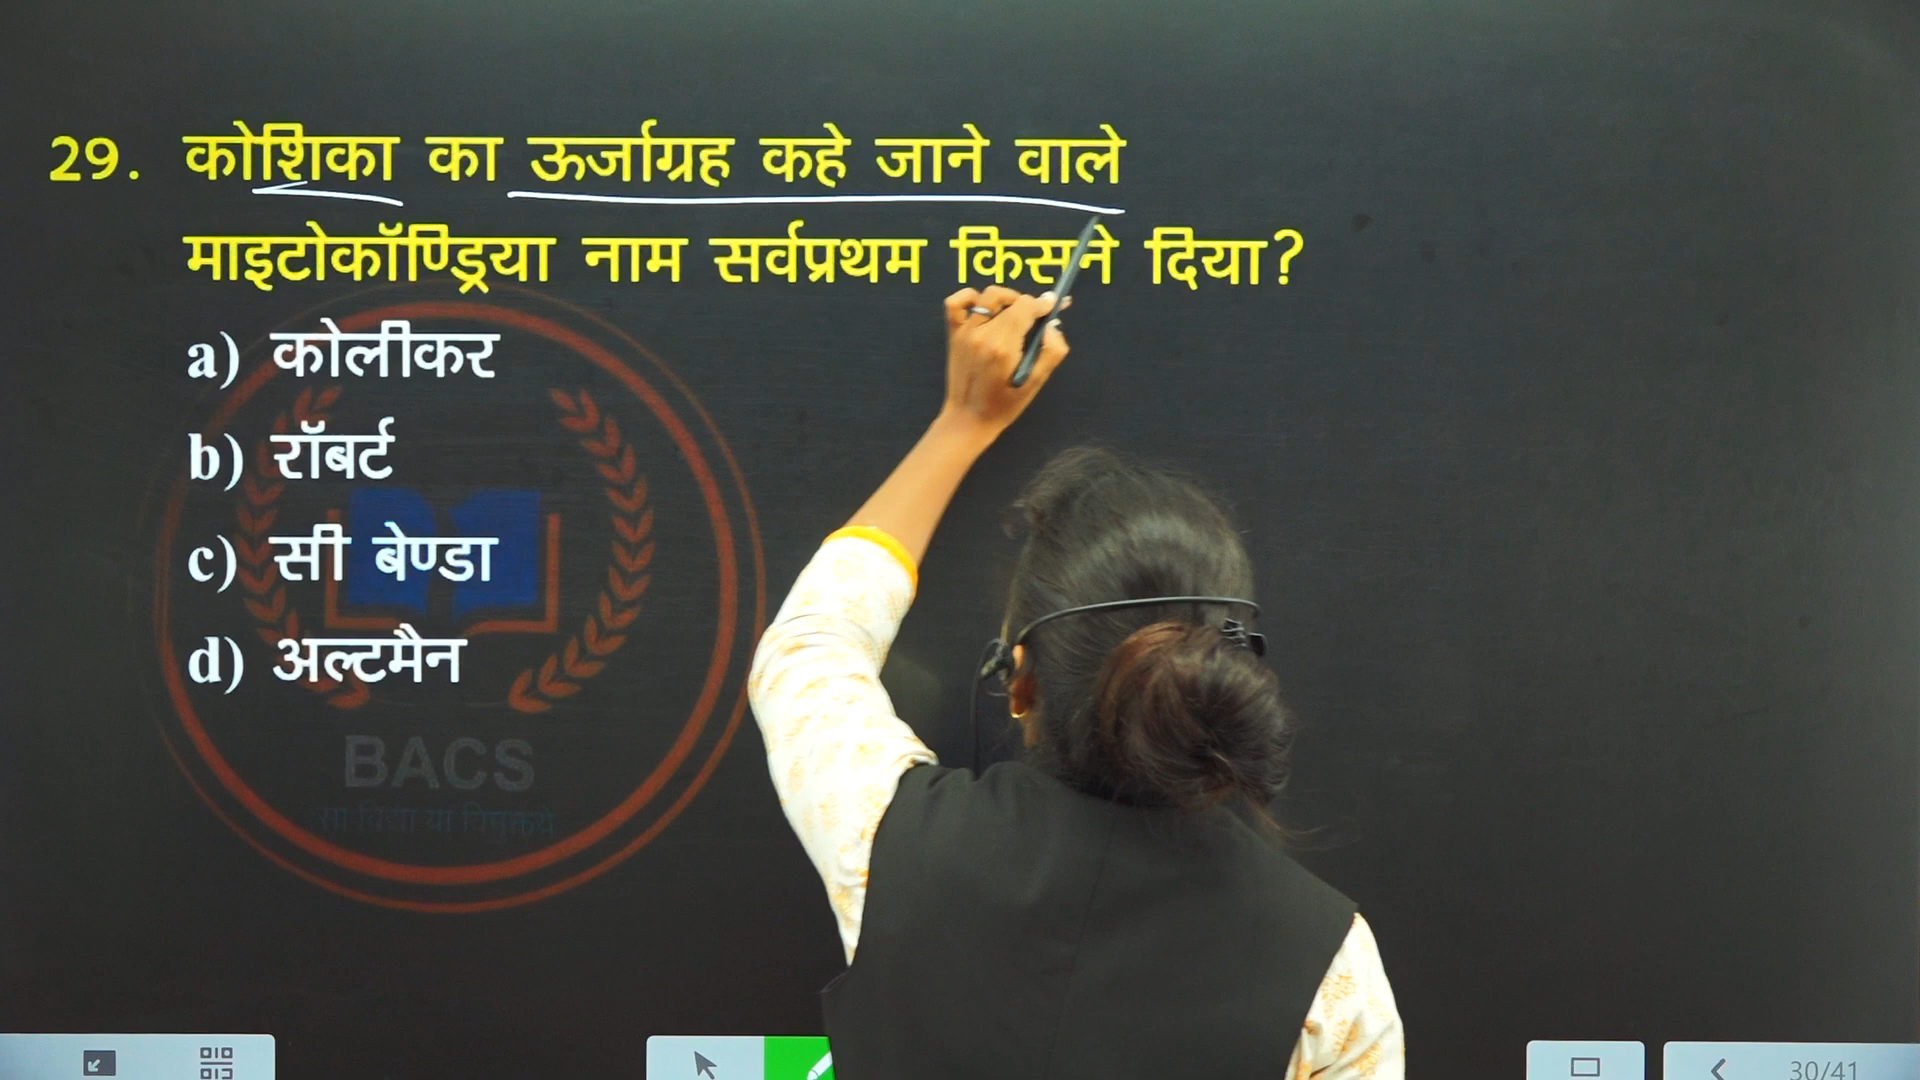 29. कोशिका का ऊर्जाग्रह कहे जाने वाले
माइटोकॉण्ड्रिया नाम सर्वप्रथम किसने दिया?
a) कोलीकर
b) रॉबर्ट
c) सी बेण्डा
d) अल्टमैन
BACS
30/41